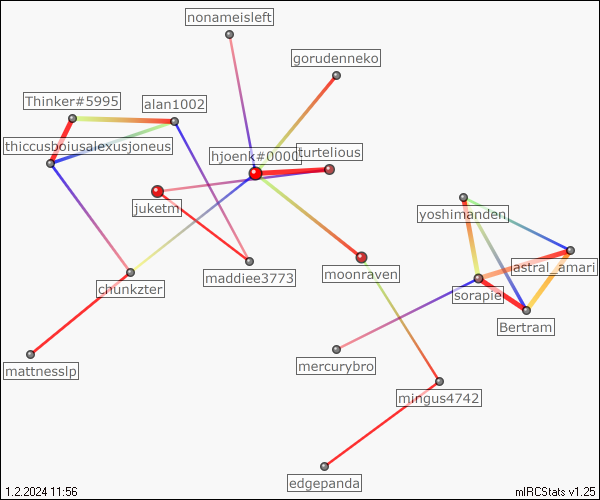 nonameisleft
gorudenneko
Thinker#5995
alan1002
thiccusboiusalexusjoneus
hjoenk#0000
turtelious
juketm
yoshimanden
maddiee3773
moonraven
astral_amari
chunkzter
sorapie
Bertram
mattnesslp
mercurybro
mingus4742
edgepanda
1.2.2024 11:56
mIRCStats v1.25